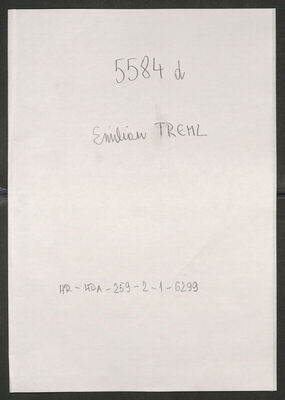 5584 d
Emilian TREML
HR-HDA-259-2-1-6299